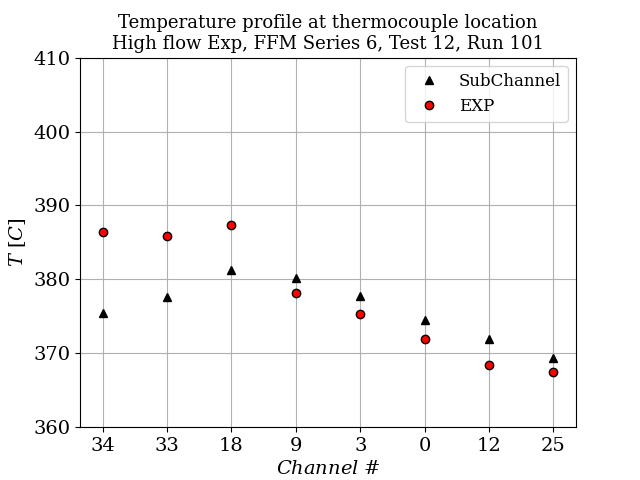 Temperature profile at thermocouple location
High flow Exp, FFM Series 6, Test 12, Run 101
SubChannel
EXP
410
400
390
380
370
360
T [C]
34 33 18 9 3 0 12 25
Channel #